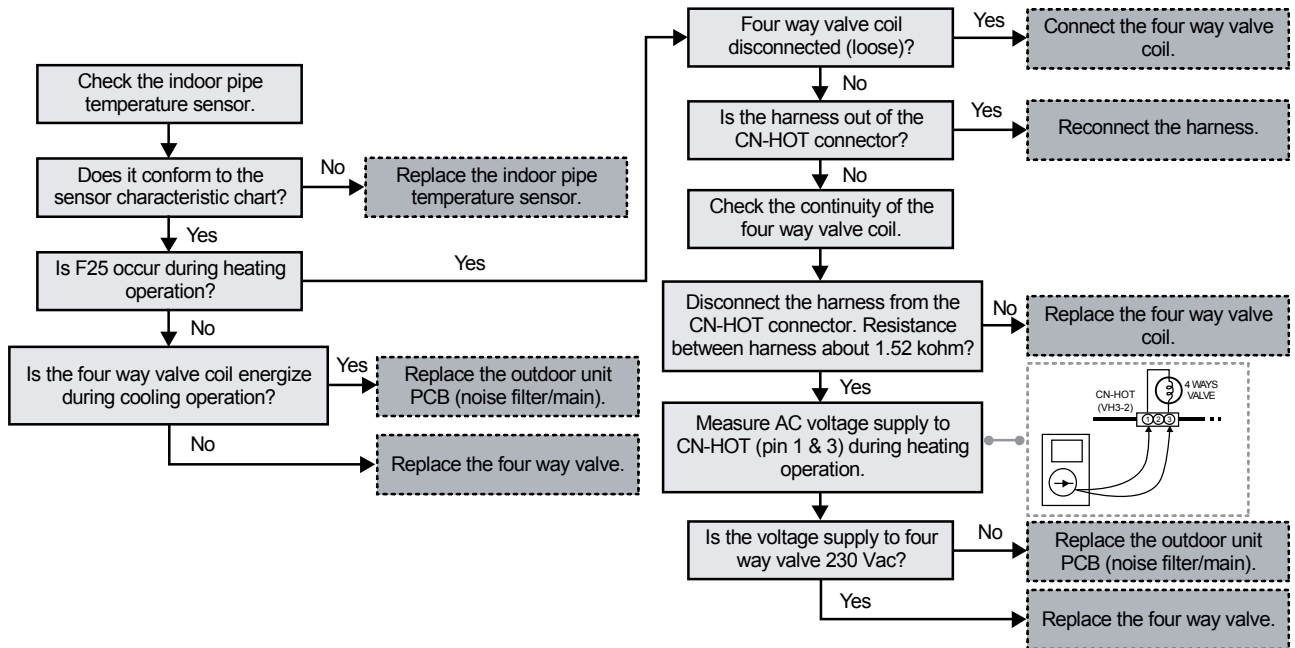 Check the indoor pipe
temperature sensor.
Does it conform to the
sensor characteristic chart?
No
Replace the indoor pipe
temperature sensor.
Yes
Is F25 occur during heating
operation?
Yes
No
Is the four way valve coil energize
during cooling operation?
Yes
Replace the outdoor unit
PCB (noise filter/main).
No
Replace the four way valve.
Four way valve coil
disconnected (loose)?
Yes
Connect the four way valve
coil.
No
Is the harness out of the
CN-HOT connector?
Yes
Reconnect the harness.
No
Check the continuity of the
four way valve coil.
Disconnect the harness from the
CN-HOT connector. Resistance
between harness about 1.52 kohm?
No
Replace the four way valve
coil.
Yes
Measure AC voltage supply to
CN-HOT (pin 1 & 3) during heating
operation.
CN-HOT
(VH3-2)
4 WAYS
VALVE
1 2 3
Is the voltage supply to four
way valve 230 Vac?
No
Replace the outdoor unit
PCB (noise filter/main).
Yes
Replace the four way valve.